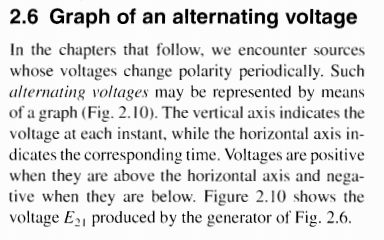 2.6 Graph of an alternating voltage
In the chapters that follow, we encounter sources
whose voltages change polarity periodically. Such
alternating voltages may be represented by means
of a graph (Fig. 2.10). The vertical axis indicates the
voltage at each instant, while the horizontal axis in-
dicates the corresponding time. Voltages are positive
when they are above the horizontal axis and nega-
tive when they are below. Figure 2.10 shows the
voltage E₂₁ produced by the generator of Fig. 2.6.